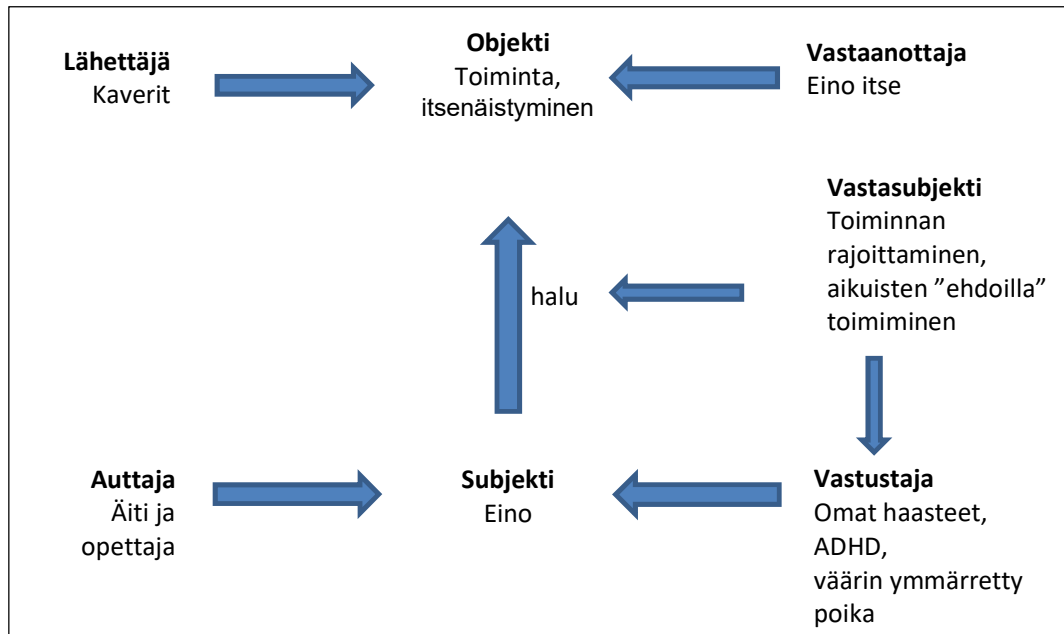 Lähettäjä
Kaverit
Objekti
Toiminta,
itsenäistyminen
Vastaanottaja
Eino itse
halu
Vastasubjekti
Toiminnan
rajoittaminen,
aikuisten ”ehdoilla”
toimiminen
Auttaja
Äiti ja
opettaja
Subjekti
Eino
Vastustaja
Omat haasteet,
ADHD,
väärin ymmärretty
poika